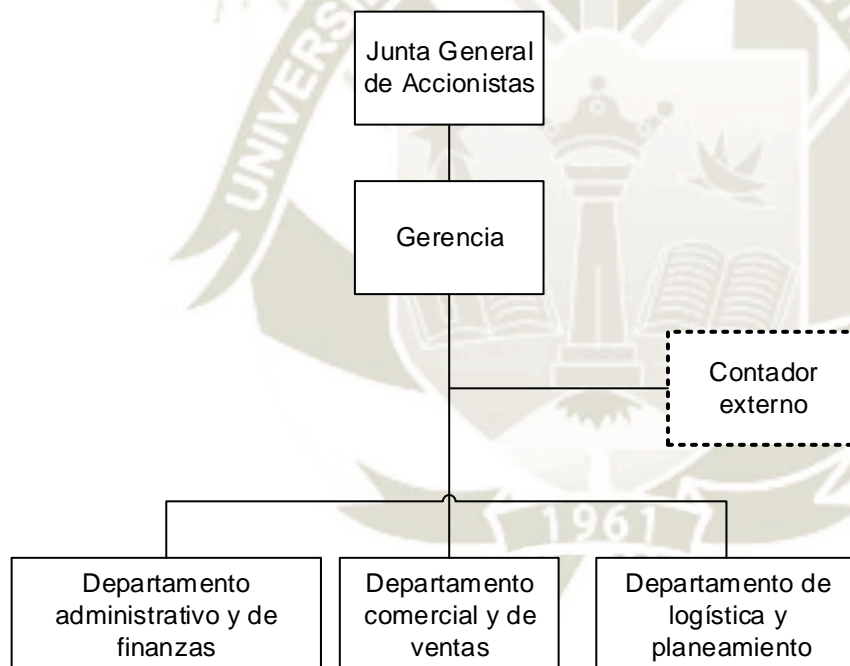 Junta General
de Accionistas
UNIVERSI
Gerencia
Contador
externo
1961
Departamento
administrativo y de
finanzas
Departamento
comercial y de
ventas
Departamento de
logística y
planeamiento